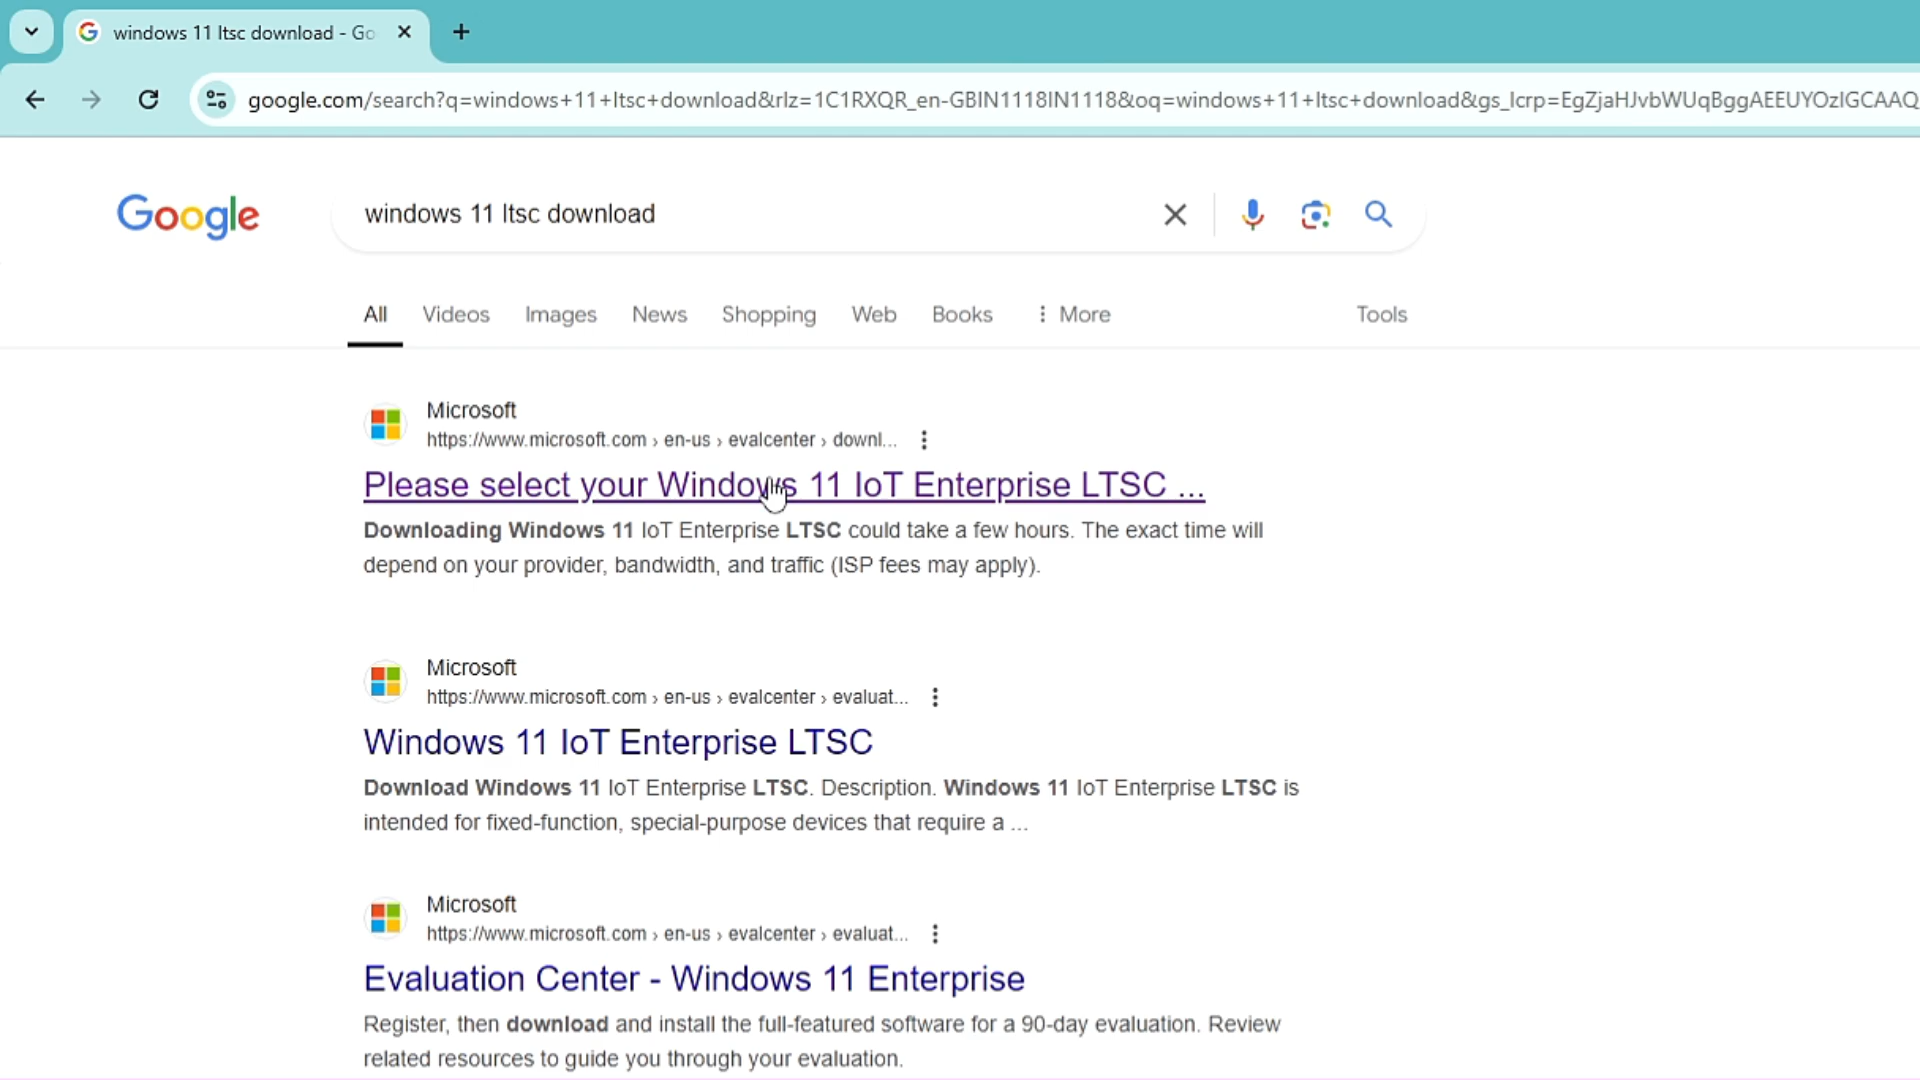 windows 11 ltsc download - Go
google.com/search?q=windows+11+ltsc+download&rlz=1C1RXQR_en-GBIN1118IN1118&oq=windows+11+ltsc+download&gs_lcrp=EgZjaHJvbWUqBggAEEUYOzIGCAAQ
Google
windows 11 ltsc download
All Videos Images News Shopping Web Books More Tools
Microsoft
https://www.microsoft.com › en-us › evalcenter › downl...
Please select your Windows 11 IoT Enterprise LTSC ...
Downloading Windows 11 IoT Enterprise LTSC could take a few hours. The exact time will
depend on your provider, bandwidth, and traffic (ISP fees may apply).
Microsoft
https://www.microsoft.com › en-us › evalcenter › evaluat...
Windows 11 IoT Enterprise LTSC
Download Windows 11 IoT Enterprise LTSC. Description. Windows 11 IoT Enterprise LTSC is
intended for fixed-function, special-purpose devices that require a ...
Microsoft
https://www.microsoft.com › en-us › evalcenter › evaluat...
Evaluation Center - Windows 11 Enterprise
Register, then download and install the full-featured software for a 90-day evaluation. Review
related resources to guide you through your evaluation.